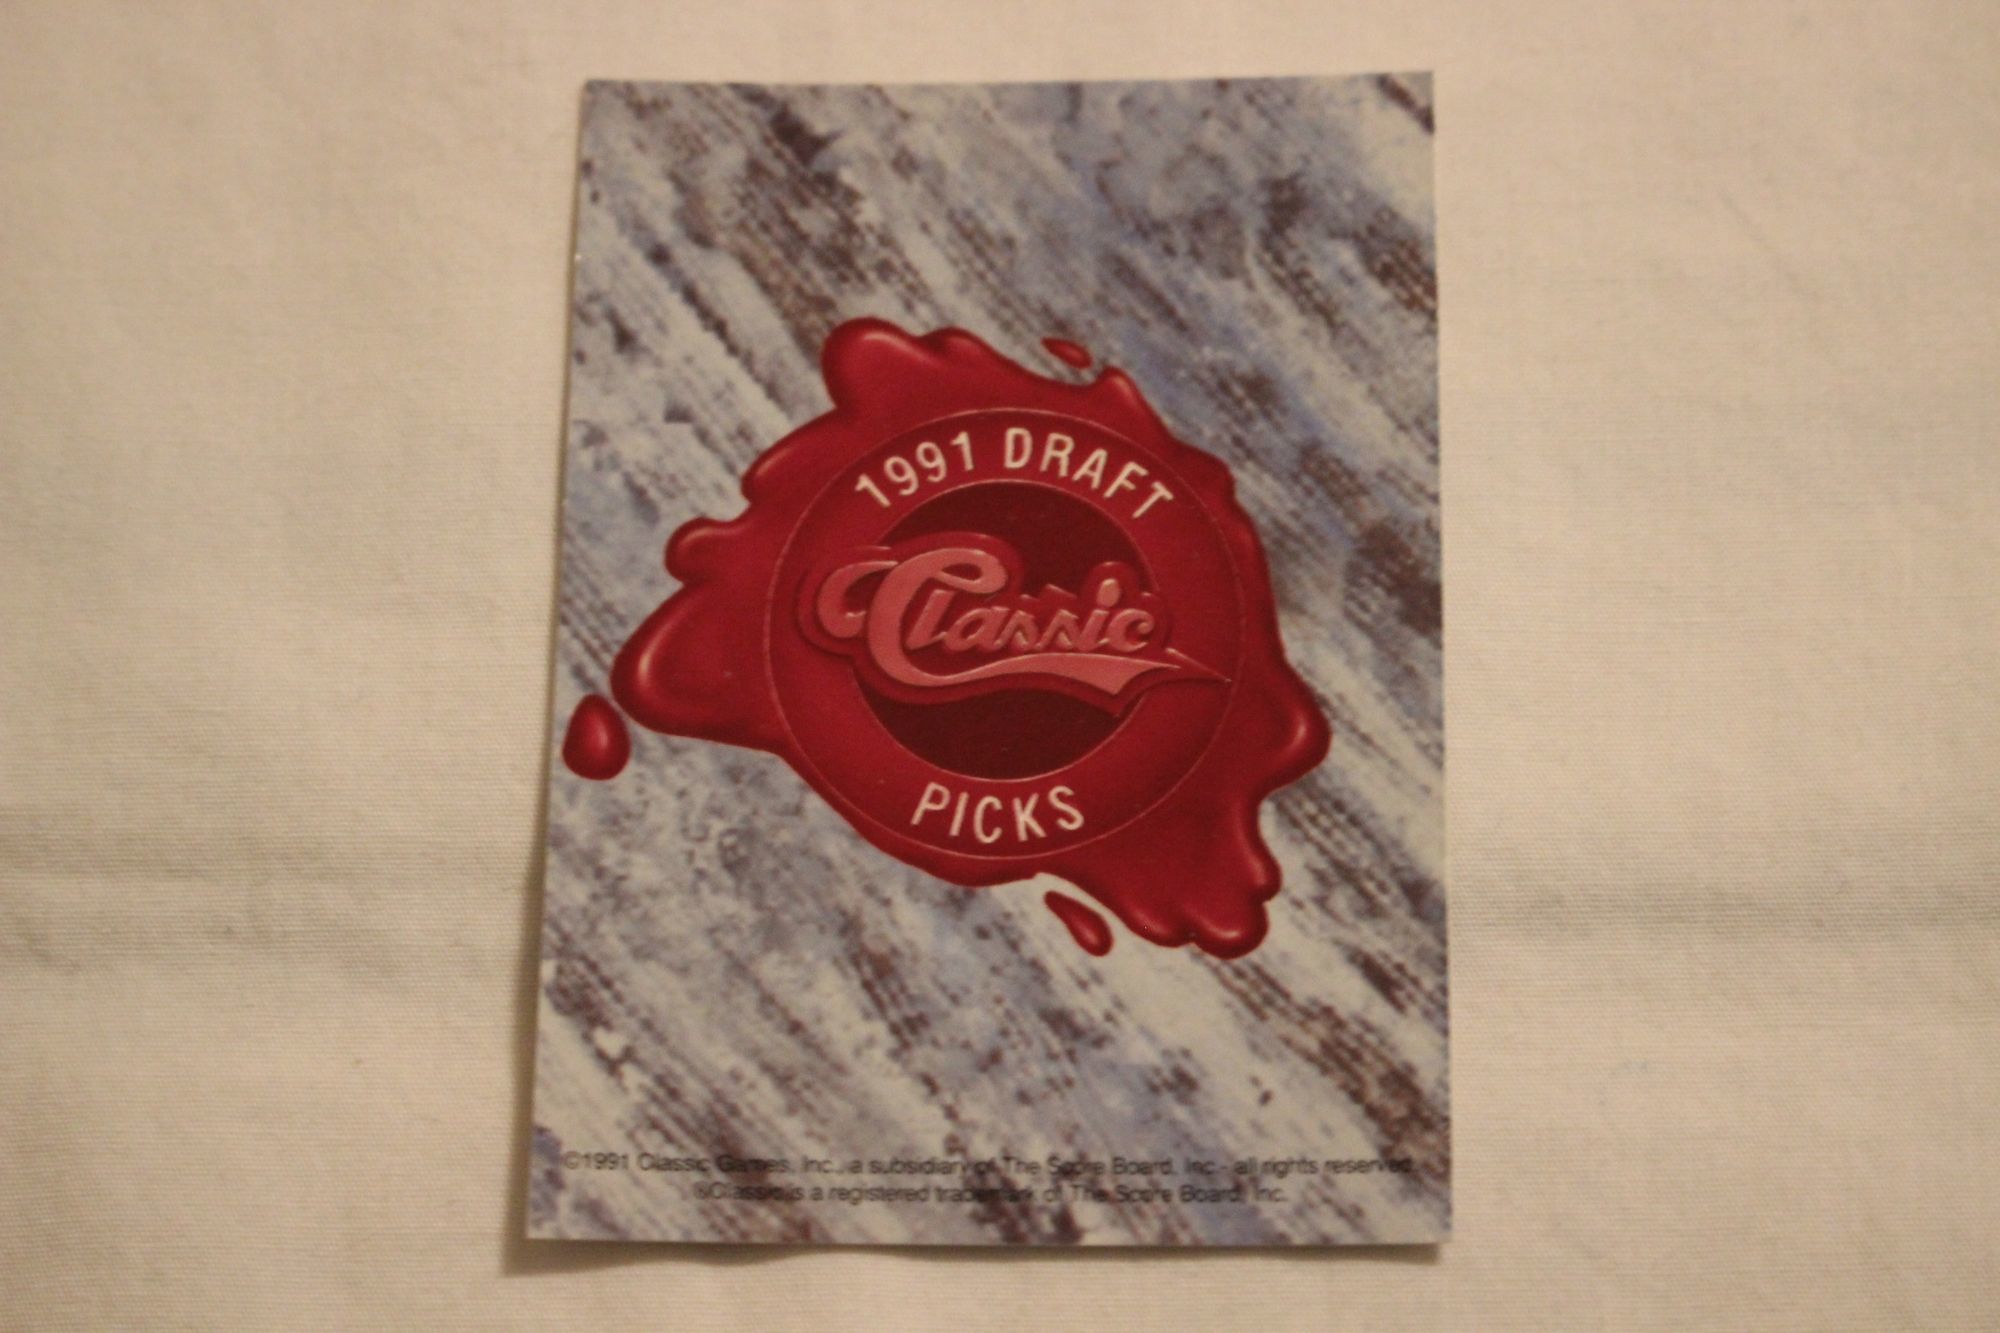 1991 DRAFT
Classic
PICKS
©1991 Classic Games, Inc., a subsidiary of The Score Board, Inc - all rights reserved.
®Classic is a registered trademark of The Score Board, Inc.